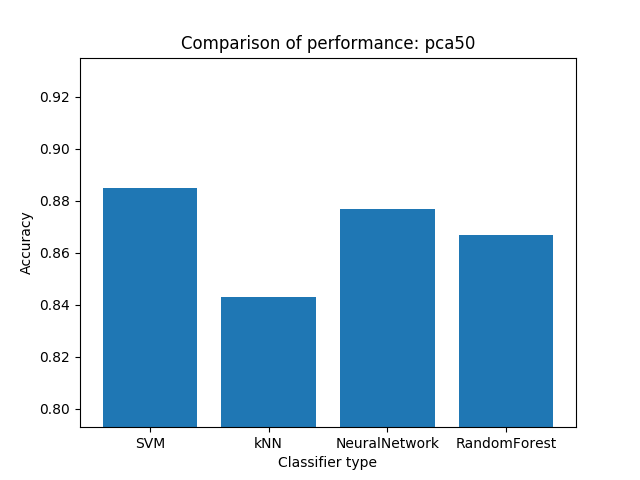 Comparison of performance: pca50
Accuracy
0.92
0.90
0.88
0.86
0.84
0.82
0.80
SVM
kNN
NeuralNetwork
RandomForest
Classifier type